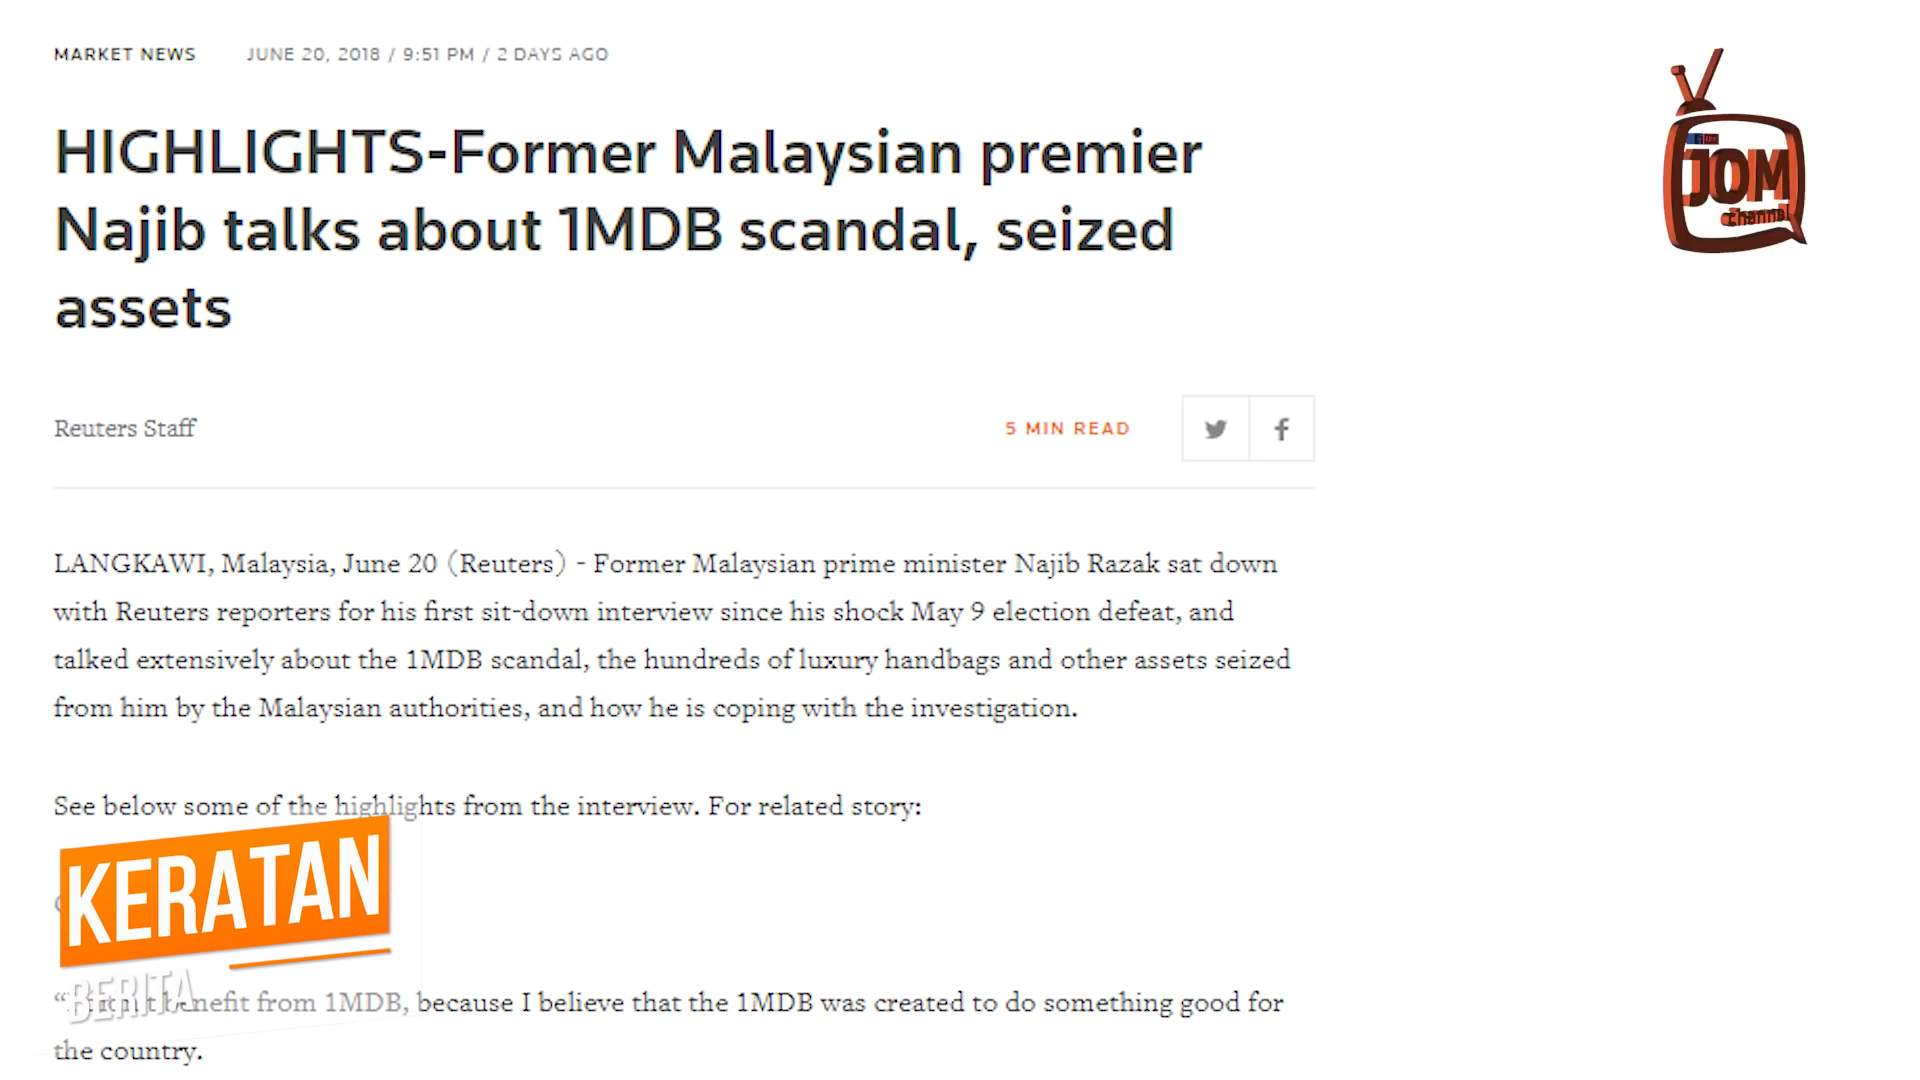 MARKET NEWS JUNE 20, 2018 / 9:51 PM / 2 DAYS AGO
HIGHLIGHTS-Former Malaysian premier
Najib talks about 1MDB scandal, seized
assets
JOM
channel
Reuters Staff
5 MIN READ
LANGKAWI, Malaysia, June 20 (Reuters) - Former Malaysian prime minister Najib Razak sat down
with Reuters reporters for his first sit-down interview since his shock May 9 election defeat, and
talked extensively about the 1MDB scandal, the hundreds of luxury handbags and other assets seized
from him by the Malaysian authorities, and how he is coping with the investigation.
See below some of the highlights from the interview. For related story:
KERATAN
BERITA
benefit from 1MDB, because I believe that the 1MDB was created to do something good for
the country.